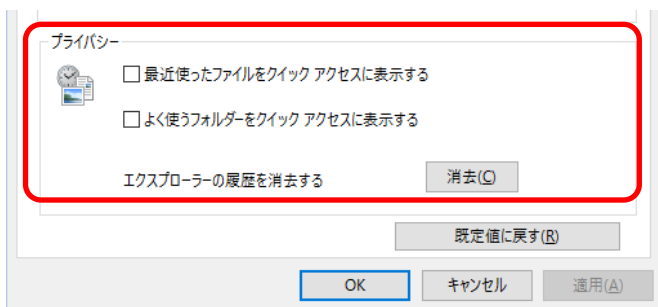 プライバシー
最近使ったファイルをクイック アクセスに表示する
よく使うフォルダーをクイック アクセスに表示する
エクスプローラーの履歴を消去する 消去(C)
既定値に戻す(R)
OK キャンセル 適用(A)